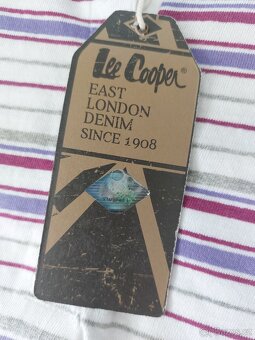 Lee Cooper®
EAST
LONDON
DENIM
SINCE 1908